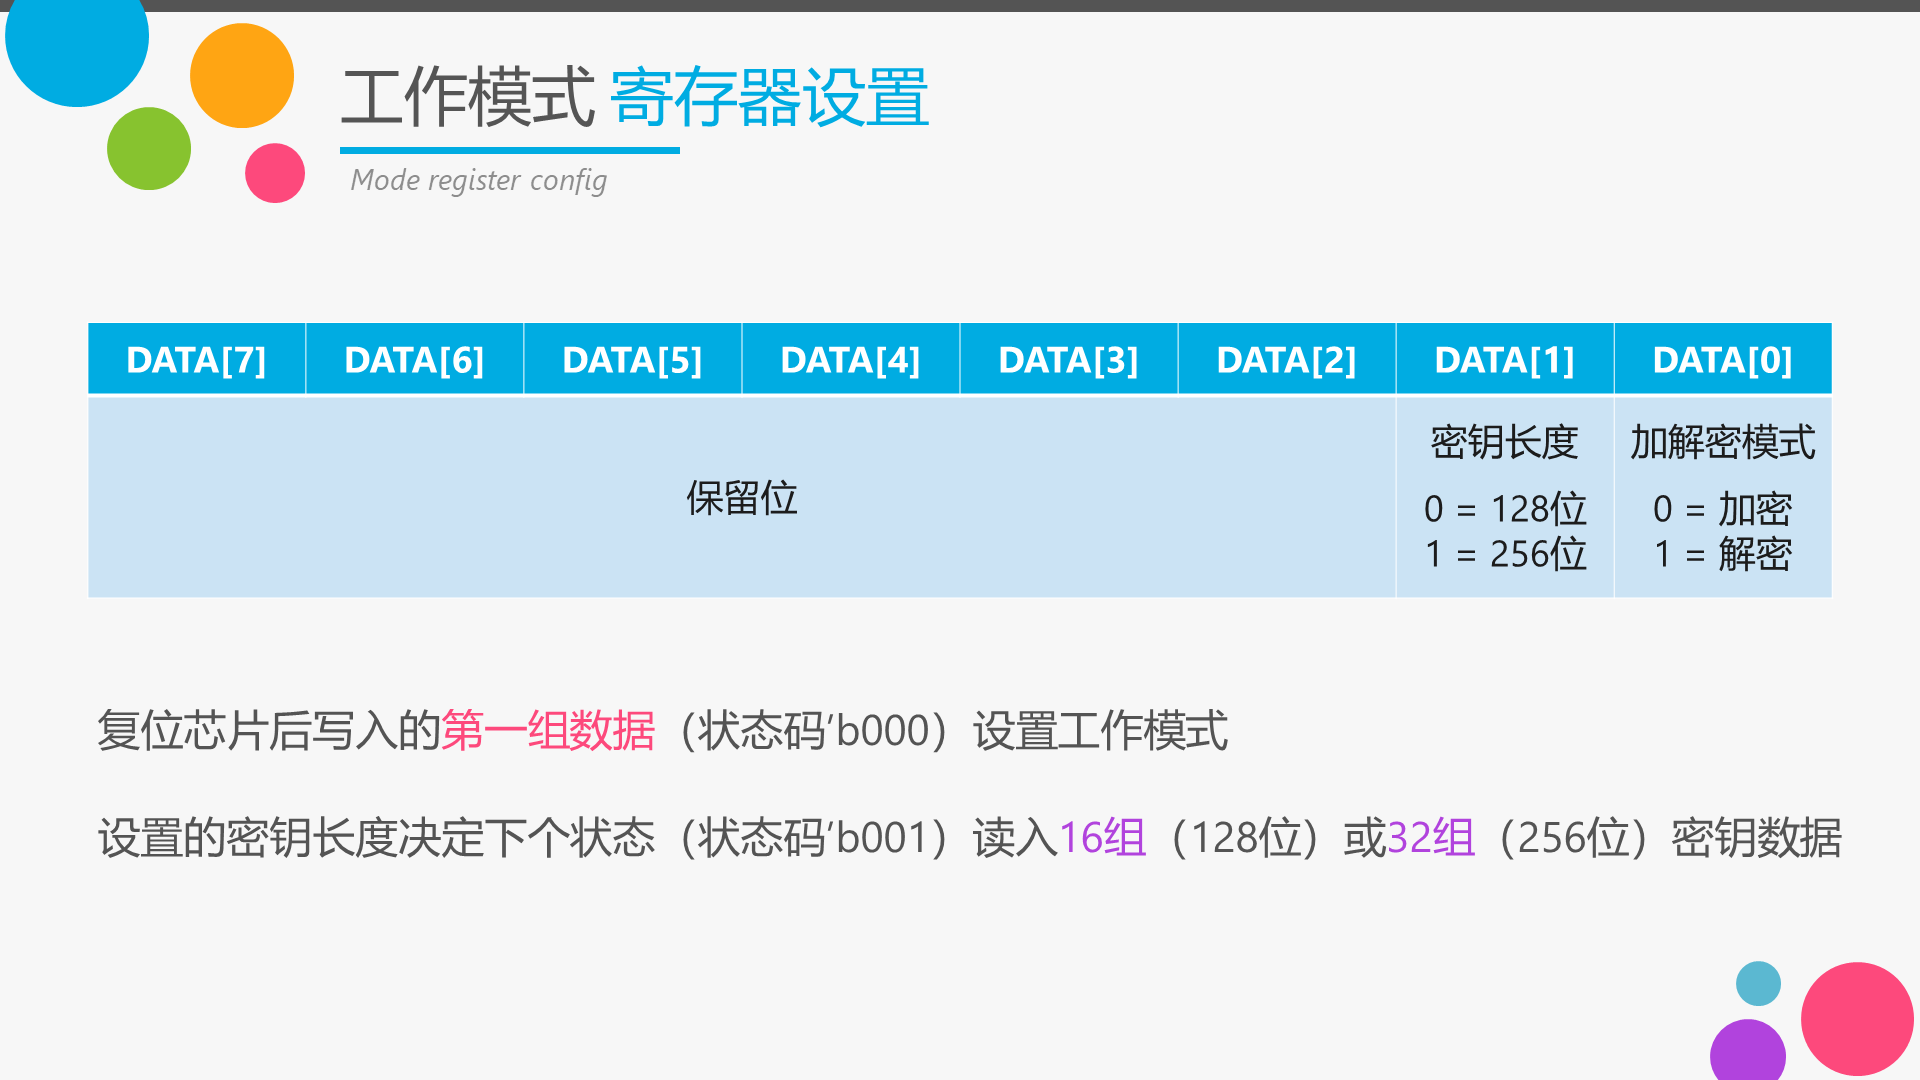 工作模式 寄存器设置
Mode register config
DATA[7] DATA[6] DATA[5] DATA[4] DATA[3] DATA[2] DATA[1] DATA[0]
保留位
密钥长度
0 = 128位
1 = 256位
加解密模式
0 = 加密
1 = 解密
复位芯片后写入的第一组数据（状态码’b000）设置工作模式
设置的密钥长度决定下个状态（状态码’b001）读入16组（128位）或32组（256位）密钥数据